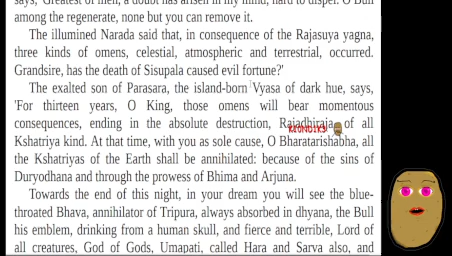 says, 'Greatest of men, a doubt has arisen in my mind, hard to dispel. O Bull
among the regenerate, none but you can remove it.
The illumined Narada said that, in consequence of the Rajasuya yagna,
three kinds of omens, celestial, atmospheric and terrestrial, occurred.
Grandsire, has the death of Sisupala caused evil fortune?'
The exalted son of Parasara, the island-born Vyasa of dark hue, says,
'For thirteen years, O King, those omens will bear momentous
consequences, ending in the absolute destruction, Rajadhiraja, of all
Kshatriya kind. At that time, with you as sole cause, O Bharatarishabha, all
the Kshatriyas of the Earth shall be annihilated: because of the sins of
Duryodhana and through the prowess of Bhima and Arjuna.
Towards the end of this night, in your dream you will see the blue-
throated Bhava, annihilator of Tripura, always absorbed in dhyana, the Bull
his emblem, drinking from a human skull, and fierce and terrible, Lord of
all creatures, God of Gods, Umapati, called Hara and Sarva also, and